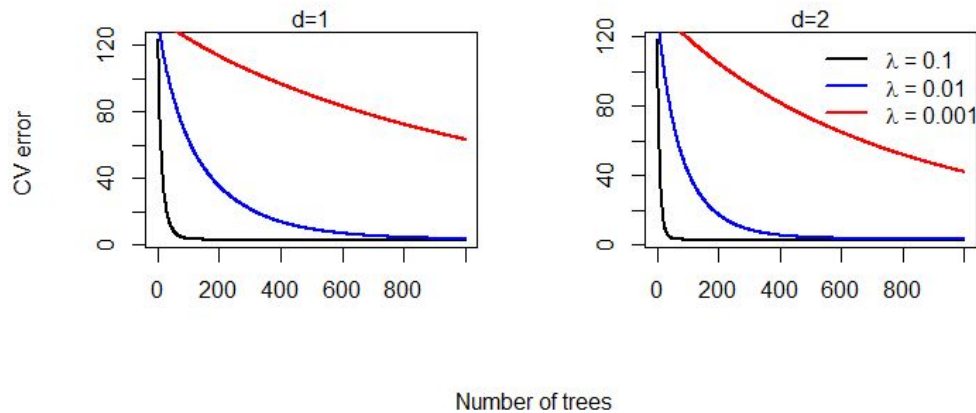 d=1
d=2
CV error
120
80
40
0
0 200 400 600 800
120
80
40
0
0 200 400 600 800
λ = 0.1
λ = 0.01
λ = 0.001
Number of trees